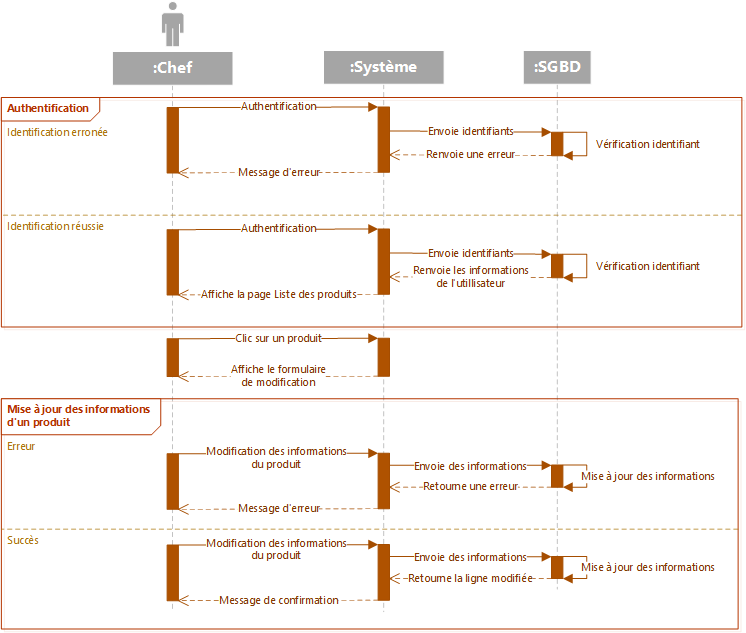 :Chef
:Système
:SGBD
Authentification
Identification erronée
Authentification
Envoie identifiants
Vérification identifiant
Renvoie une erreur
Message d'erreur
Identification réussie
Authentification
Envoie identifiants
Vérification identifiant
Renvoie les informations
de l'utilisateur
Affiche la page Liste des produits
Clic sur un produit
Affiche le formulaire
de modification
Mise à jour des informations
d'un produit
Erreur
Modification des informations
du produit
Envoie des informations
Mise à jour des informations
Retourne une erreur
Message d'erreur
Succès
Modification des informations
du produit
Envoie des informations
Mise à jour des informations
Retourne la ligne modifiée
Message de confirmation